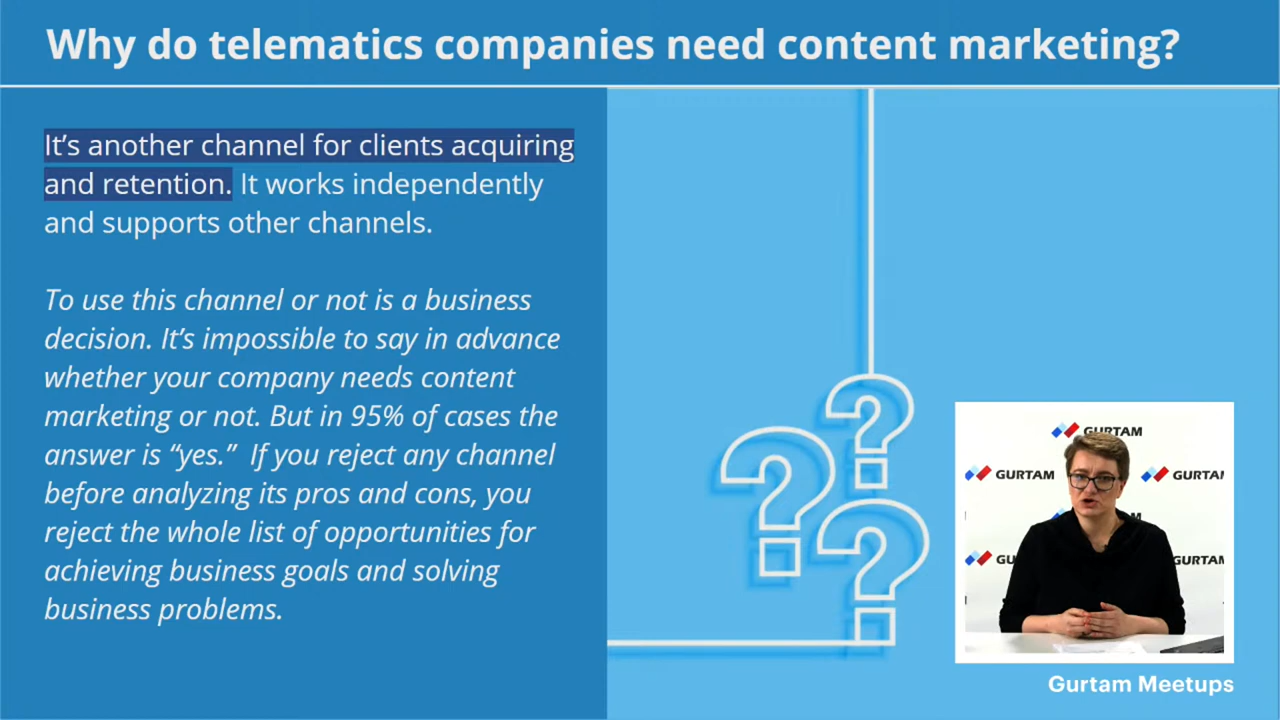 Why do telematics companies need content marketing?
It's another channel for clients acquiring
and retention. It works independently
and supports other channels.
To use this channel or not is a business
decision. It's impossible to say in advance
whether your company needs content
marketing or not. But in 95% of cases the
answer is “yes.”  If you reject any channel
before analyzing its pros and cons, you
reject the whole list of opportunities for
achieving business goals and solving
business problems.
? ? ?
GURTAM
GURTAM
GURTAM
GU
GURTAM
Gurtam Meetups